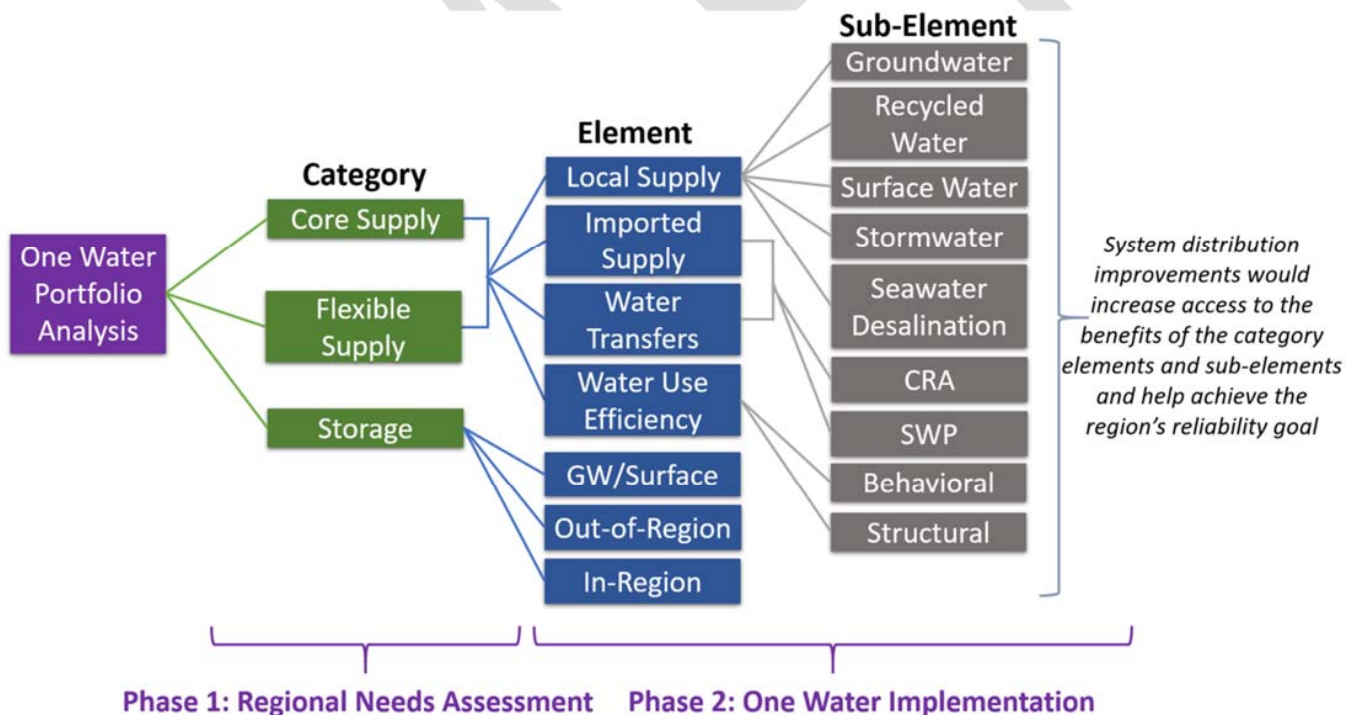 One Water
Portfolio
Analysis
Category
Core Supply
Flexible
Supply
Storage
Element
Local Supply
Imported
Supply
Water
Transfers
Water Use
Efficiency
GW/Surface
Out-of-Region
In-Region
Sub-Element
Groundwater
Recycled
Water
Surface Water
Stormwater
Seawater
Desalination
CRA
SWP
Behavioral
Structural
System distribution
improvements would
increase access to the
benefits of the category
elements and sub-elements
and help achieve the
region’s reliability goal
Phase 1: Regional Needs Assessment
Phase 2: One Water Implementation